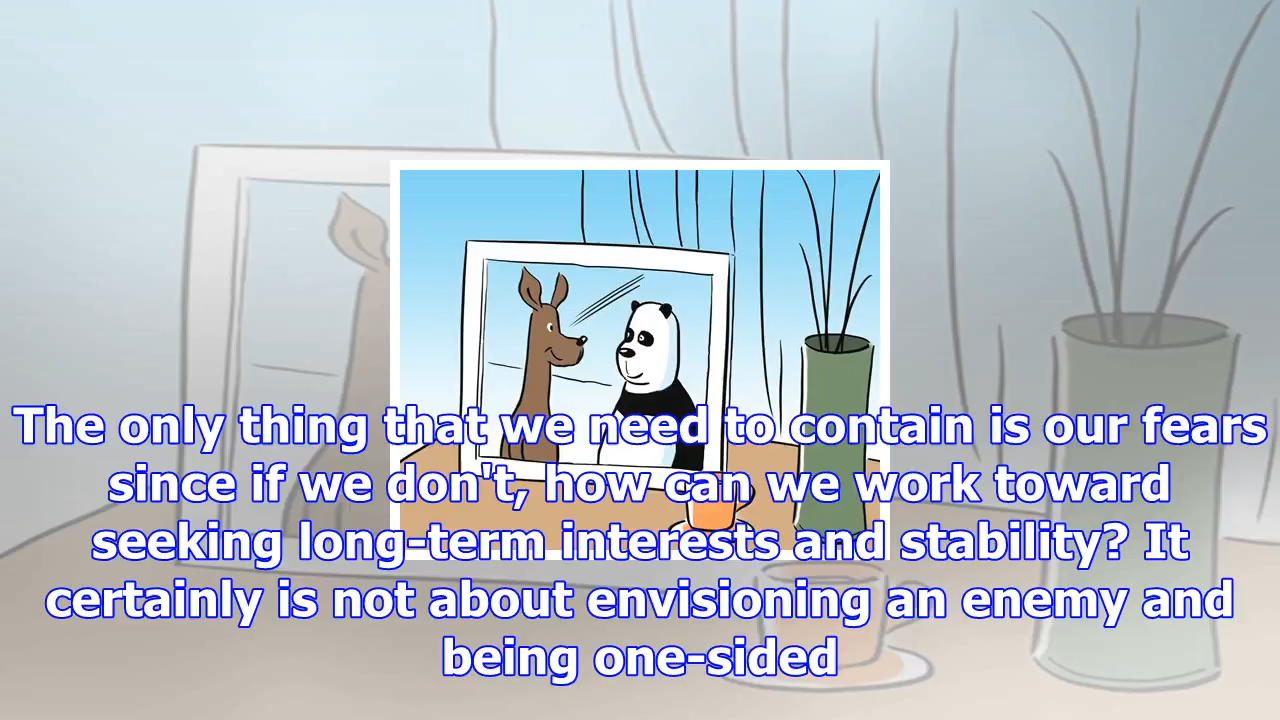 The only thing that we need to contain is our fears
since if we don't, how can we work toward
seeking long-term interests and stability? It
certainly is not about envisioning an enemy and
being one-sided